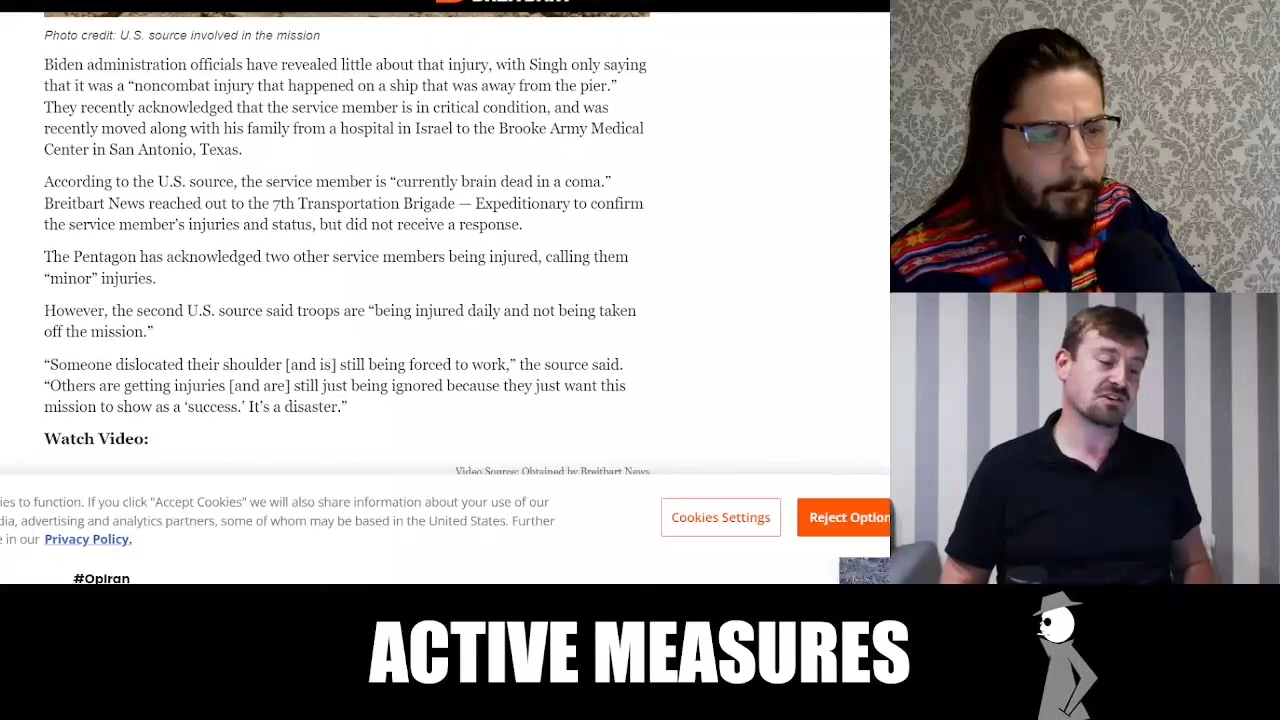 Photo credit: U.S. source involved in the mission
Biden administration officials have revealed little about that injury, with Singh only saying
that it was a “noncombat injury that happened on a ship that was away from the pier.”
They recently acknowledged that the service member is in critical condition, and was
recently moved along with his family from a hospital in Israel to the Brooke Army Medical
Center in San Antonio, Texas.
According to the U.S. source, the service member is “currently brain dead in a coma.”
Breitbart News reached out to the 7th Transportation Brigade — Expeditionary to confirm
the service member’s injuries and status, but did not receive a response.
The Pentagon has acknowledged two other service members being injured, calling them
“minor” injuries.
However, the second U.S. source said troops are “being injured daily and not being taken
off the mission.”
“Someone dislocated their shoulder [and is] still being forced to work,” the source said.
“Others are getting injuries [and are] still just being ignored because they just want this
mission to show as a ‘success.’ It’s a disaster.”
Watch Video:
Video Source: Obtained by Breitbart News
ies to function. If you click "Accept Cookies" we will also share information about your use of our
dia, advertising and analytics partners, some of whom may be based in the United States. Further
e in our Privacy Policy.
Cookies Settings
Reject Option
#OpIran
ACTIVE MEASURES